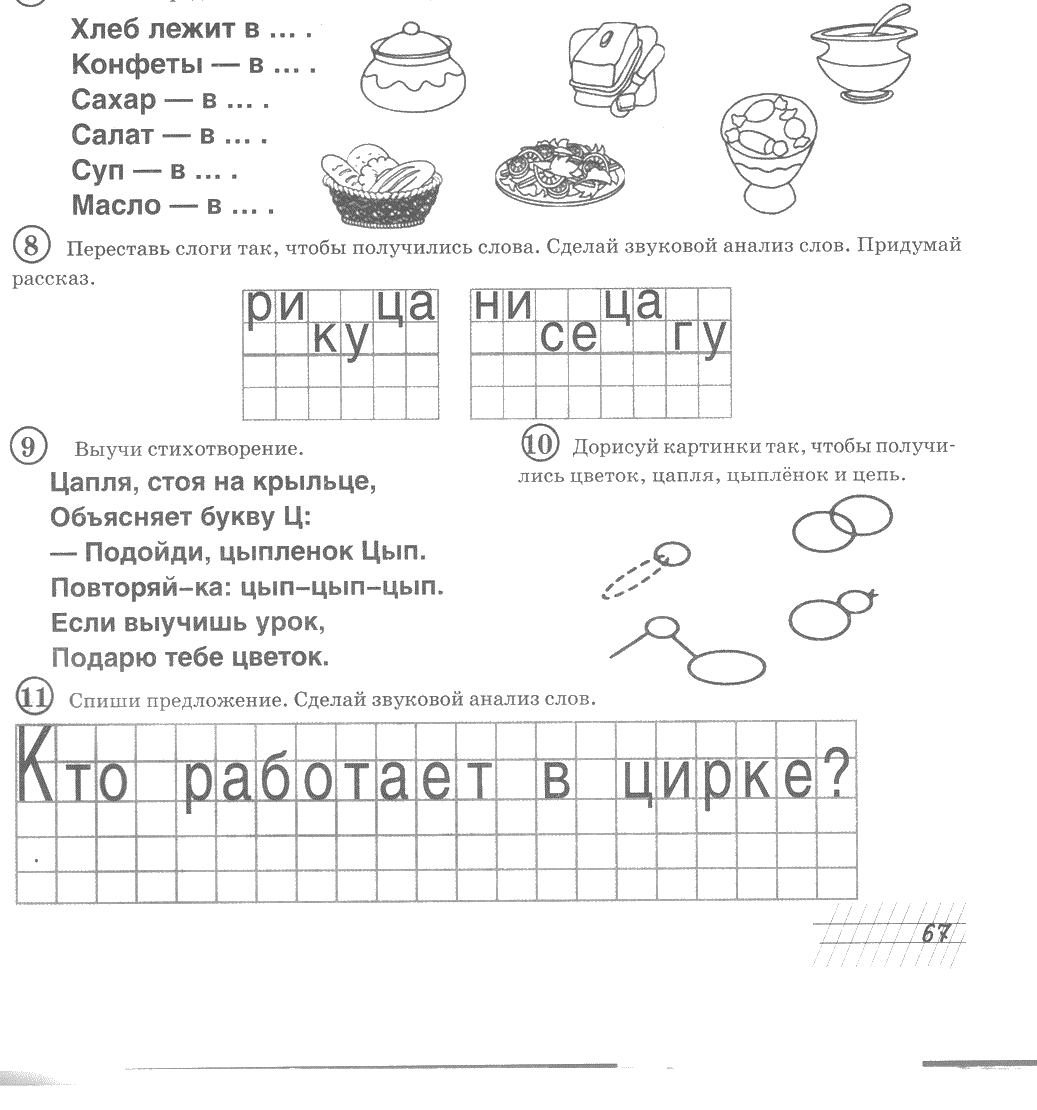 Хлеб лежит в ... .
Конфеты — в ... .
Сахар — в ... .
Салат — в ... .
Суп — в ... .
Масло — в ... .
8 Переставь слоги так, чтобы получились слова. Сделай звуковой анализ слов. Придумай
рассказ.
ри ку ца
ни се ца гу
9 Выучи стихотворение.
Цапля, стоя на крыльце,
Объясняет букву Ц:
— Подойди, цыпленок Цып.
Повторяй-ка: цып-цып-цып.
Если выучишь урок,
Подарю тебе цветок.
10 Дорисуй картинки так, чтобы получи-
лись цветок, цапля, цыплёнок и цепь.
11 Спиши предложение. Сделай звуковой анализ слов.
Кто работает в цирке?
67